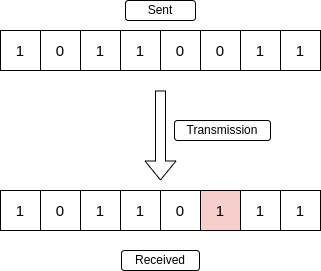 Sent
1 0 1 1 0 0 1 1
Transmission
1 0 1 1 0 1 1 1
Received